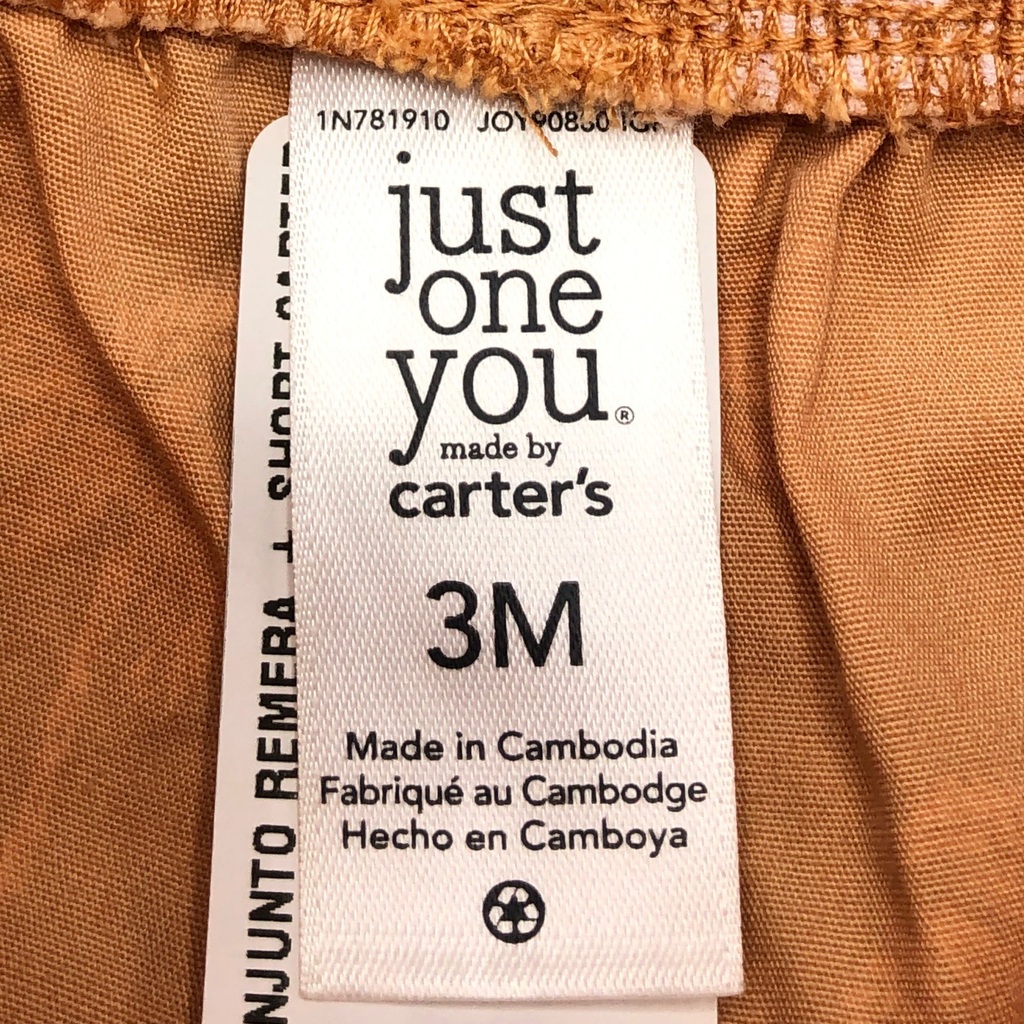 1N781910
just
one
you®
made by
carter's
3M
Made in Cambodia
Fabriqué au Cambodge
Hecho en Camboya
REMERA + SHORT CARTER